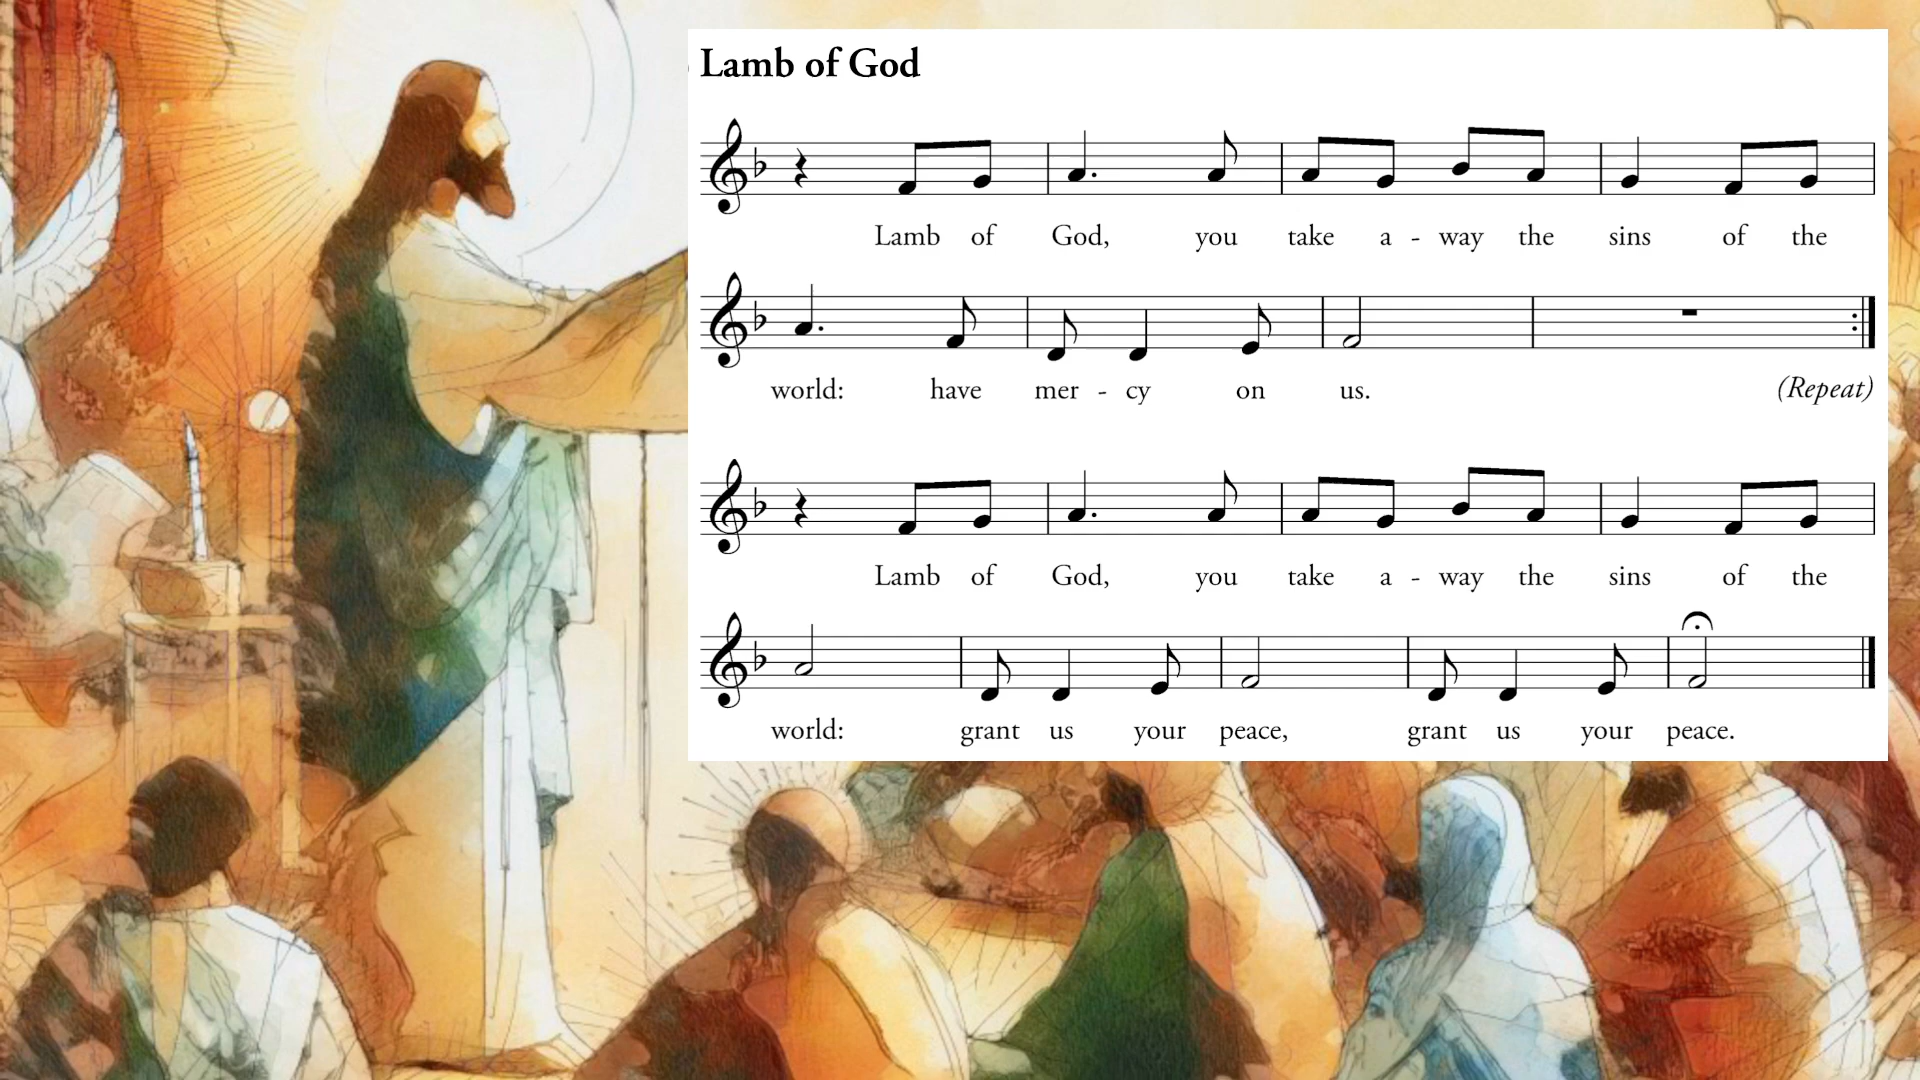 Lamb of God
Lamb of God, you take a - way the sins of the
world: have mer - cy on us. (Repeat)
Lamb of God, you take a - way the sins of the
world: grant us your peace, grant us your peace.